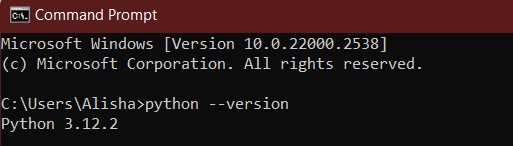 Command Prompt
Microsoft Windows [Version 10.0.22000.2538]
(c) Microsoft Corporation. All rights reserved.
C:\Users\Alisha>python --version
Python 3.12.2